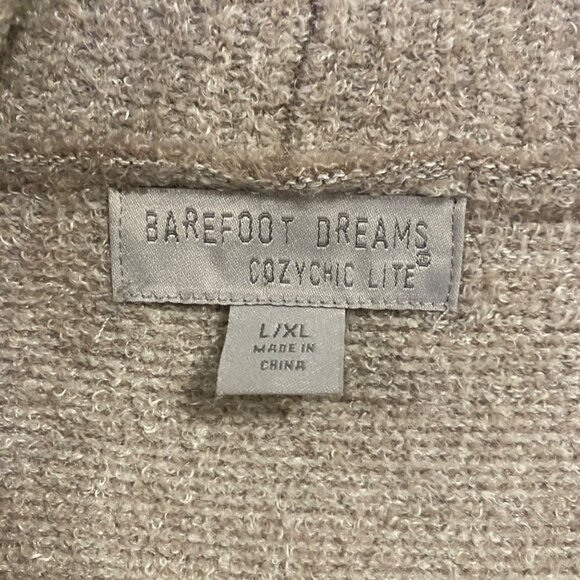 BAREFOOT DREAMS
COZYCHIC LITE®
L/XL
MADE IN
CHINA